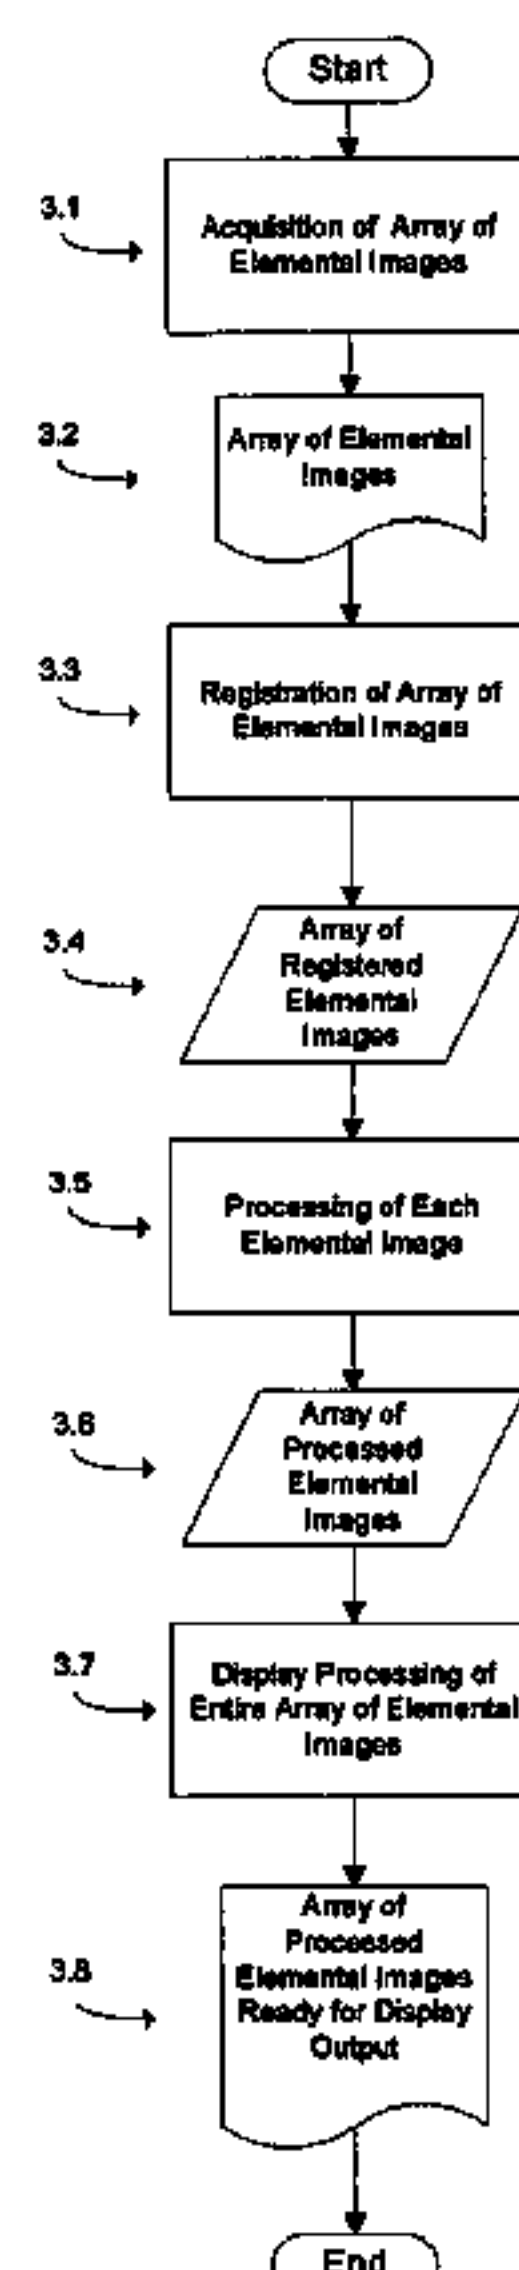 Start
3.1
Acquisition of Array of
Elemental Images
3.2
Array of Elemental
Images
3.3
Registration of Array of
Elemental Images
3.4
Array of
Registered
Elemental
Images
3.5
Processing of Each
Elemental Image
3.6
Array of
Processed
Elemental
Images
3.7
Display Processing of
Entire Array of Elemental
Images
3.8
Array of
Processed
Elemental Images
Ready for Display
Output
End